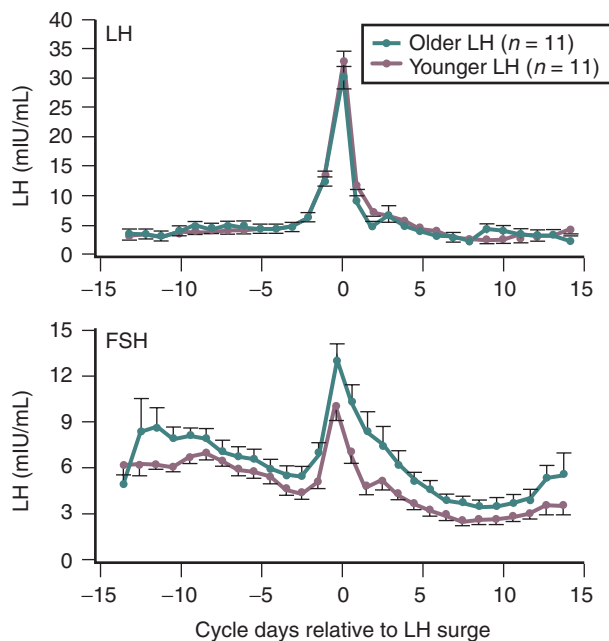 LH
Older LH (n = 11)
Younger LH (n = 11)
LH (mIU/mL)
40
35
30
25
20
15
10
5
0
−15 −10 −5 0 5 10 15
FSH
LH (mIU/mL)
15
12
9
6
3
0
−15 −10 −5 0 5 10 15
Cycle days relative to LH surge